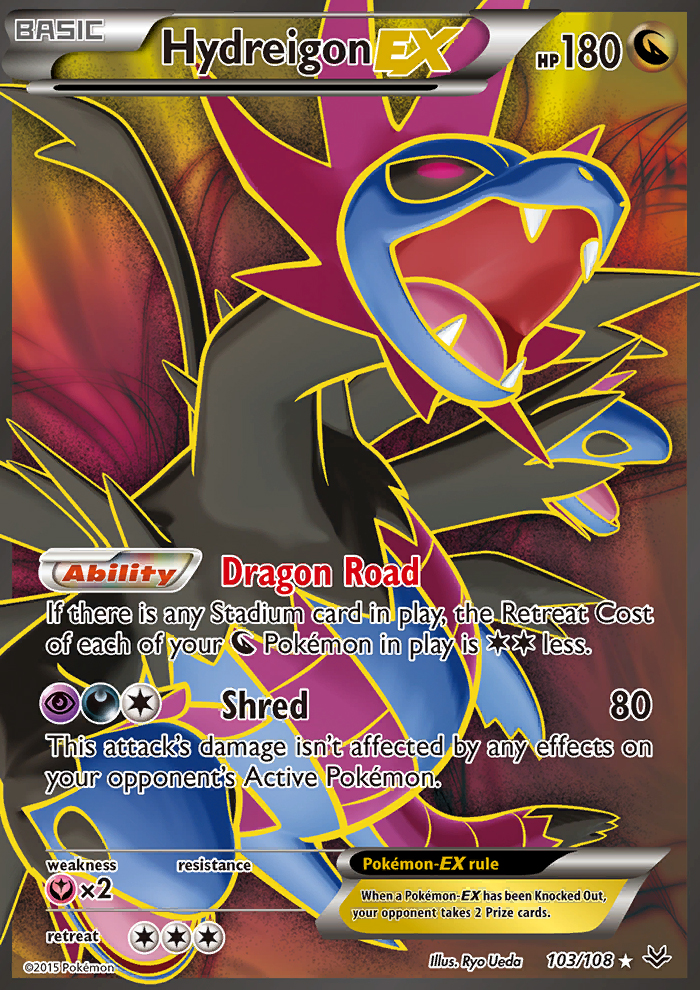 BASIC
Hydreigon EX
HP 180
Ability Dragon Road
If there is any Stadium card in play, the Retreat Cost
of each of your Pokémon in play is less.
Shred 80
This attack's damage isn't affected by any effects on
your opponent's Active Pokémon.
weakness resistance
×2
Pokémon-EX rule
When a Pokémon-EX has been Knocked Out,
your opponent takes 2 Prize cards.
retreat
©2015 Pokémon
Illus. Ryo Ueda 103/108